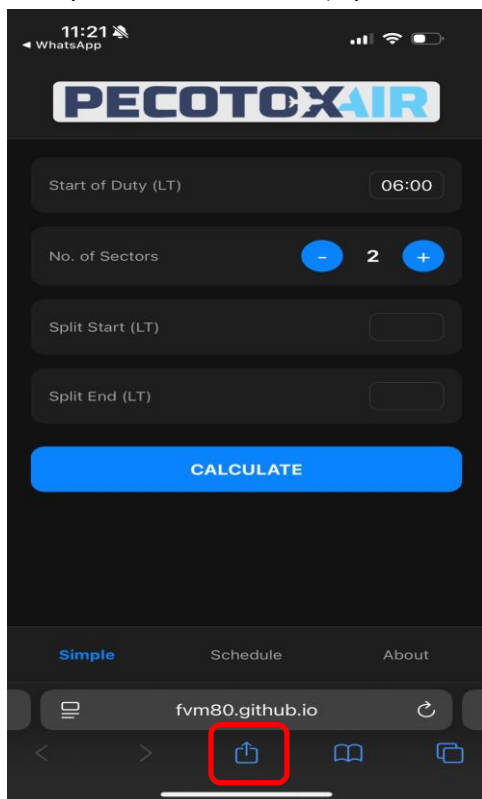 11:21
WhatsApp
PECOTOXAIR
Start of Duty (LT)
06:00
No. of Sectors
-
2
+
Split Start (LT)
Split End (LT)
CALCULATE
Simple
Schedule
About
fvm80.github.io